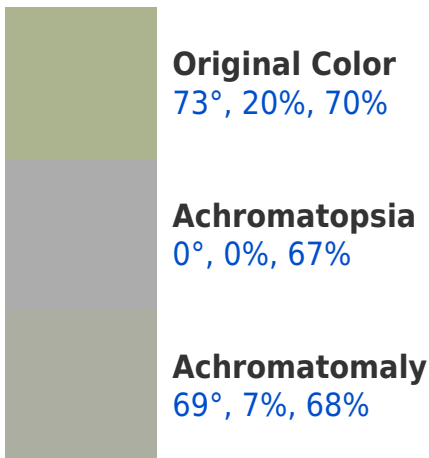 Original Color
73°, 20%, 70%
Achromatopsia
0°, 0%, 67%
Achromatomaly
69°, 7%, 68%